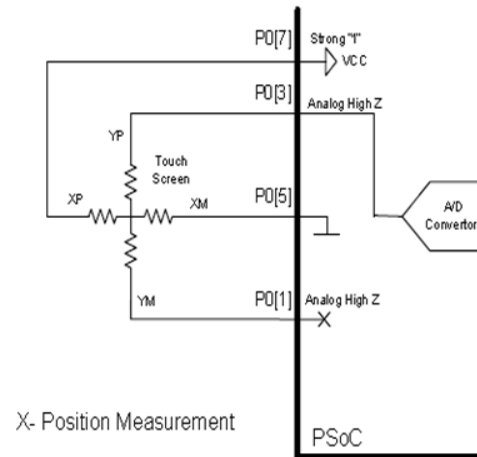 P0[7]
Strong "1"
VCC
P0[3]
Analog High Z
YP
Touch
Screen
XP
XM
P0[5]
A/D
Convertor
YM
P0[1]
Analog High Z
X- Position Measurement
PSoC